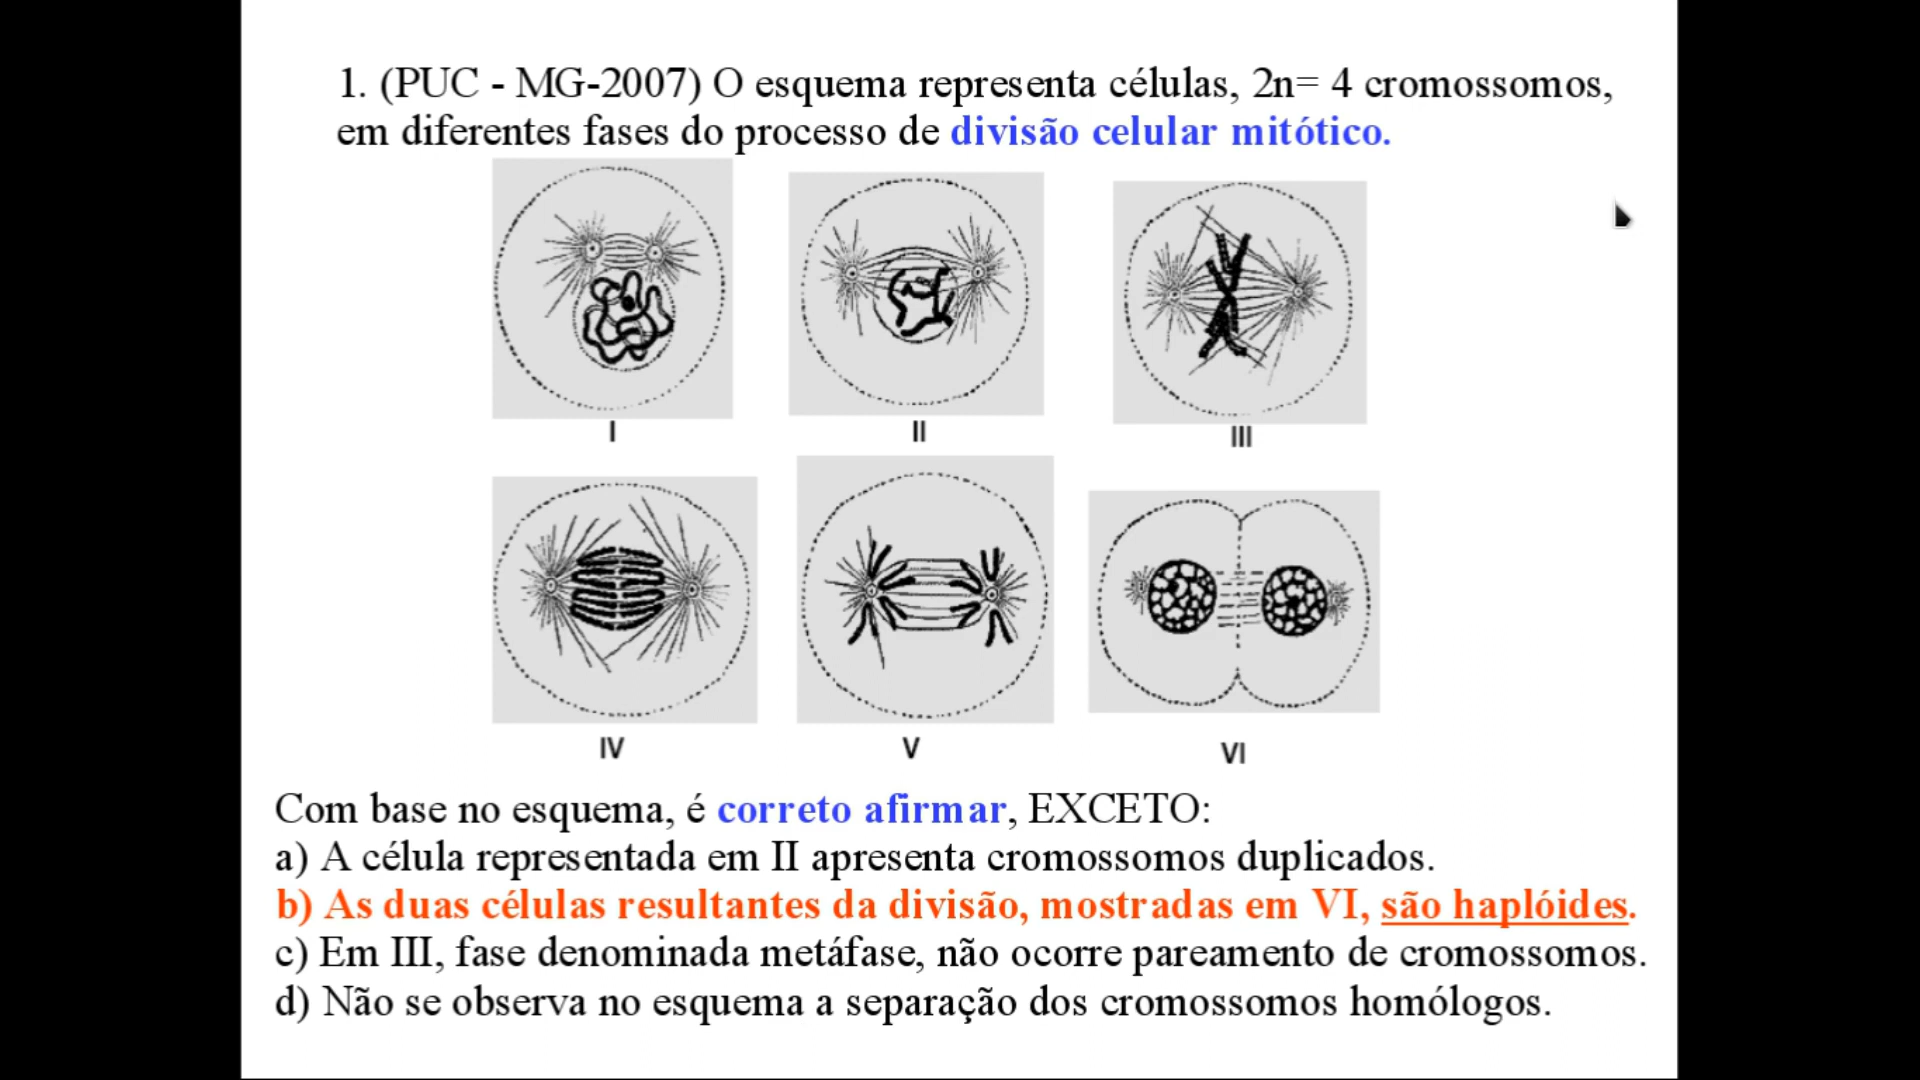 1. (PUC - MG-2007) O esquema representa células, 2n= 4 cromossomos,
em diferentes fases do processo de divisão celular mitótico.
I
II
III
IV
V
VI
Com base no esquema, é correto afirmar, EXCETO:
a) A célula representada em II apresenta cromossomos duplicados.
b) As duas células resultantes da divisão, mostradas em VI, são haplóides.
c) Em III, fase denominada metáfase, não ocorre pareamento de cromossomos.
d) Não se observa no esquema a separação dos cromossomos homólogos.